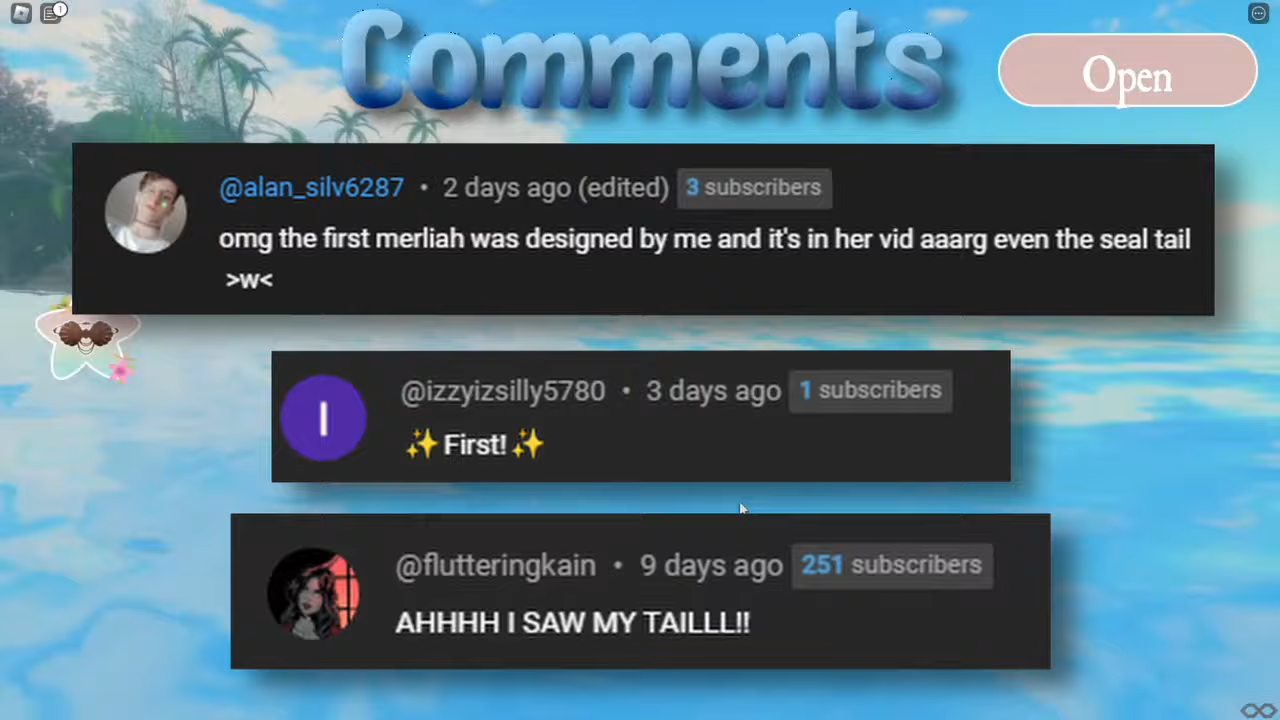 1
Comments
Open
@alan_silv6287 • 2 days ago (edited) 3 subscribers
omg the first merliah was designed by me and it's in her vid aaarg even the seal tail
>w<
@izzyizsilly5780 • 3 days ago 1 subscribers
I
✨ First! ✨
@flutteringkain • 9 days ago 251 subscribers
AHHHH I SAW MY TAILLL!!